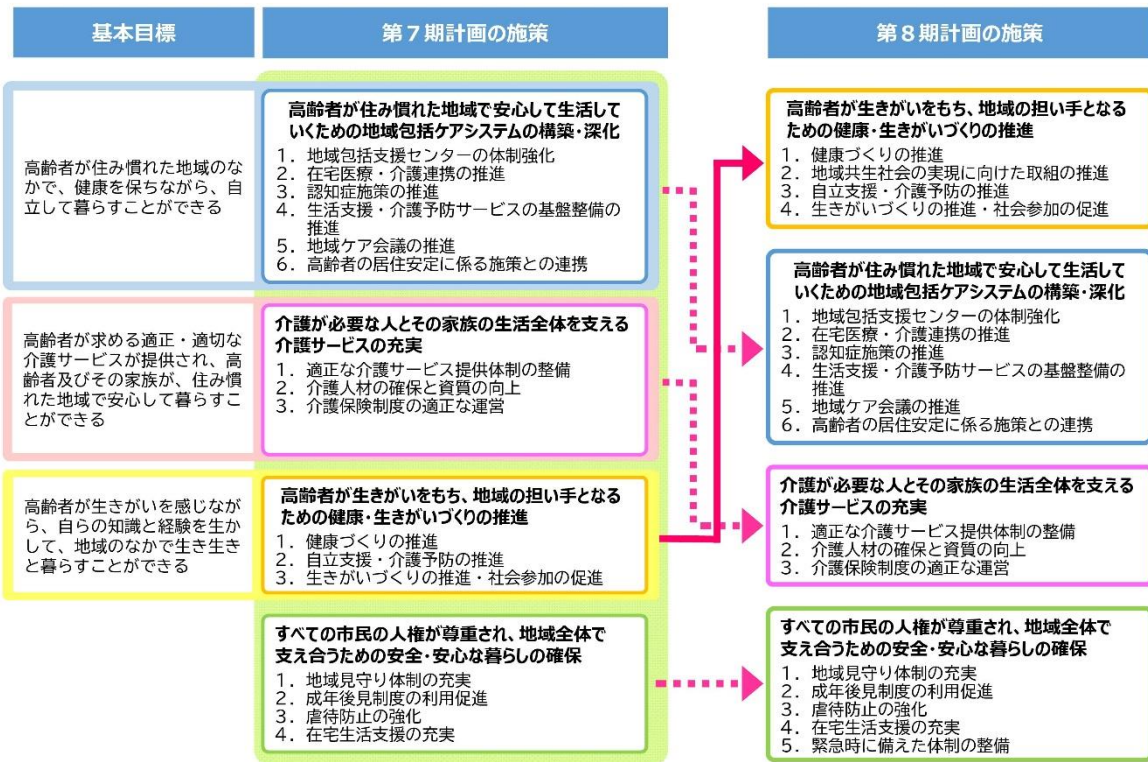 基本目標
第7期計画の施策
第8期計画の施策
高齢者が住み慣れた地域のな
かで、健康を保ちながら、自
立して暮らすことができる
高齢者が住み慣れた地域で安心して生活して
いくための地域包括ケアシステムの構築・深化
1．地域包括支援センターの体制強化
2．在宅医療・介護連携の推進
3．認知症施策の推進
4．生活支援・介護予防サービスの基盤整備の
推進
5．地域ケア会議の推進
6．高齢者の居住安定に係る施策との連携
高齢者が求める適正・適切な
介護サービスが提供され、高
齢者及びその家族が、住み慣
れた地域で安心して暮らすこ
とができる
介護が必要な人とその家族の生活全体を支える
介護サービスの充実
1．適正な介護サービス提供体制の整備
2．介護人材の確保と資質の向上
3．介護保険制度の適正な運営
高齢者が生きがいを感じなが
ら、自らの知識と経験を生か
して、地域のなかで生き生き
と暮らすことができる
高齢者が生きがいをもち、地域の担い手となる
ための健康・生きがいづくりの推進
1．健康づくりの推進
2．自立支援・介護予防の推進
3．生きがいづくりの推進・社会参加の促進
すべての市民の人権が尊重され、地域全体で
支え合うための安全・安心な暮らしの確保
1．地域見守り体制の充実
2．成年後見制度の利用促進
3．虐待防止の強化
4．在宅生活支援の充実
高齢者が生きがいをもち、地域の担い手となる
ための健康・生きがいづくりの推進
1．健康づくりの推進
2．地域共生社会の実現に向けた取組の推進
3．自立支援・介護予防の推進
4．生きがいづくりの推進・社会参加の促進
高齢者が住み慣れた地域で安心して生活して
いくための地域包括ケアシステムの構築・深化
1．地域包括支援センターの体制強化
2．在宅医療・介護連携の推進
3．認知症施策の推進
4．生活支援・介護予防サービスの基盤整備の
推進
5．地域ケア会議の推進
6．高齢者の居住安定に係る施策との連携
介護が必要な人とその家族の生活全体を支える
介護サービスの充実
1．適正な介護サービス提供体制の整備
2．介護人材の確保と資質の向上
3．介護保険制度の適正な運営
すべての市民の人権が尊重され、地域全体で
支え合うための安全・安心な暮らしの確保
1．地域見守り体制の充実
2．成年後見制度の利用促進
3．虐待防止の強化
4．在宅生活支援の充実
5．緊急時に備えた体制の整備